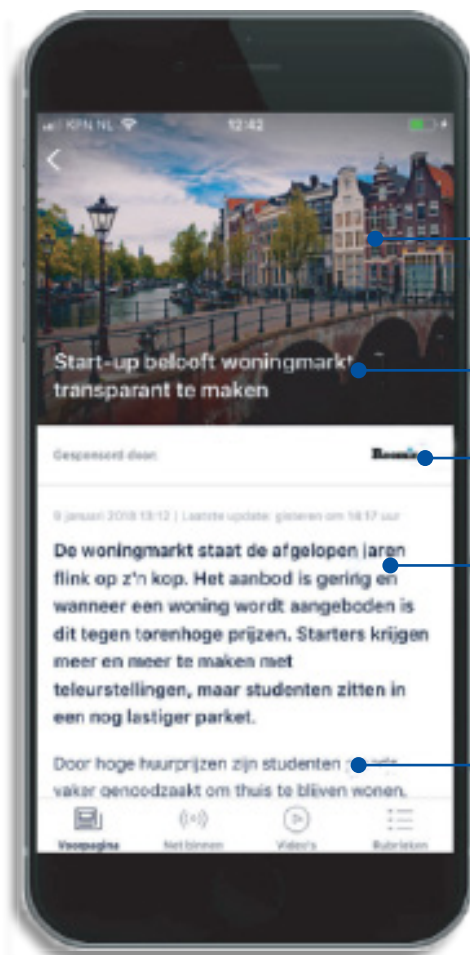 KPN NL 12:42
Start-up belooft woningmarkt
transparant te maken
Gesponsord door:
9 januari 2018 13:12 | Laatste update: gisteren om 14:17 uur
De woningmarkt staat de afgelopen jaren
flink op z'n kop. Het aanbod is gering en
wanneer een woning wordt aangeboden is
dit tegen torenhoge prijzen. Starters krijgen
meer en meer te maken met
teleurstellingen, maar studenten zitten in
een nog lastiger parket.
Door hoge huurprijzen zijn studenten
vaker genoodzaakt om thuis te blijven wonen.
Voorpagina Net binnen Video's Rubrieken